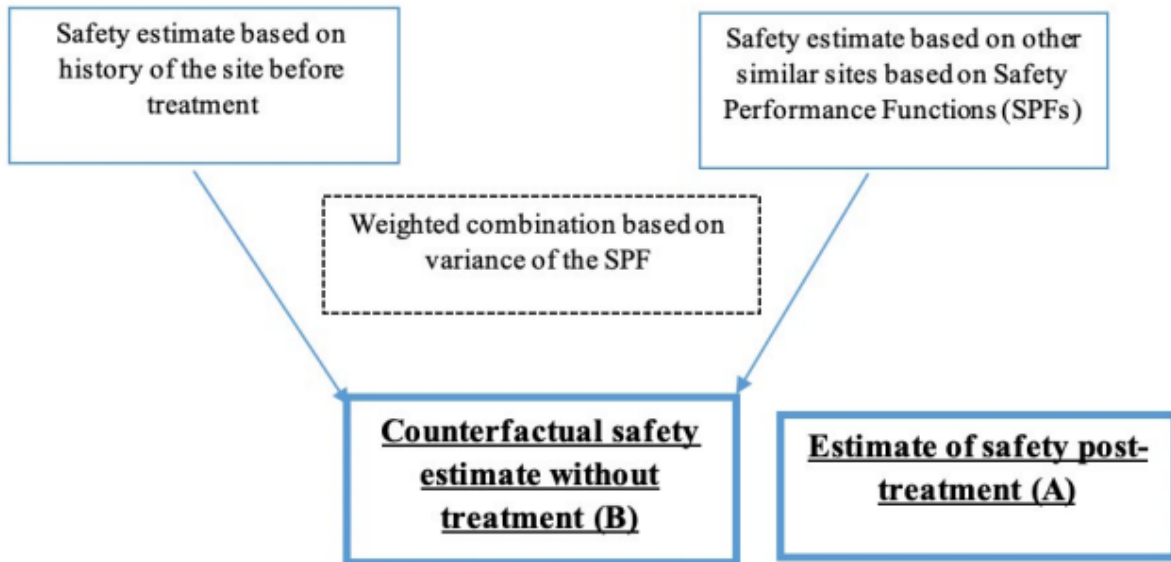 Safety estimate based on
history of the site before
treatment
Safety estimate based on other
similar sites based on Safety
Performance Functions (SPFs)
Weighted combination based on
variance of the SPF
Counterfactual safety
estimate without
treatment (B)
Estimate of safety post-
treatment (A)